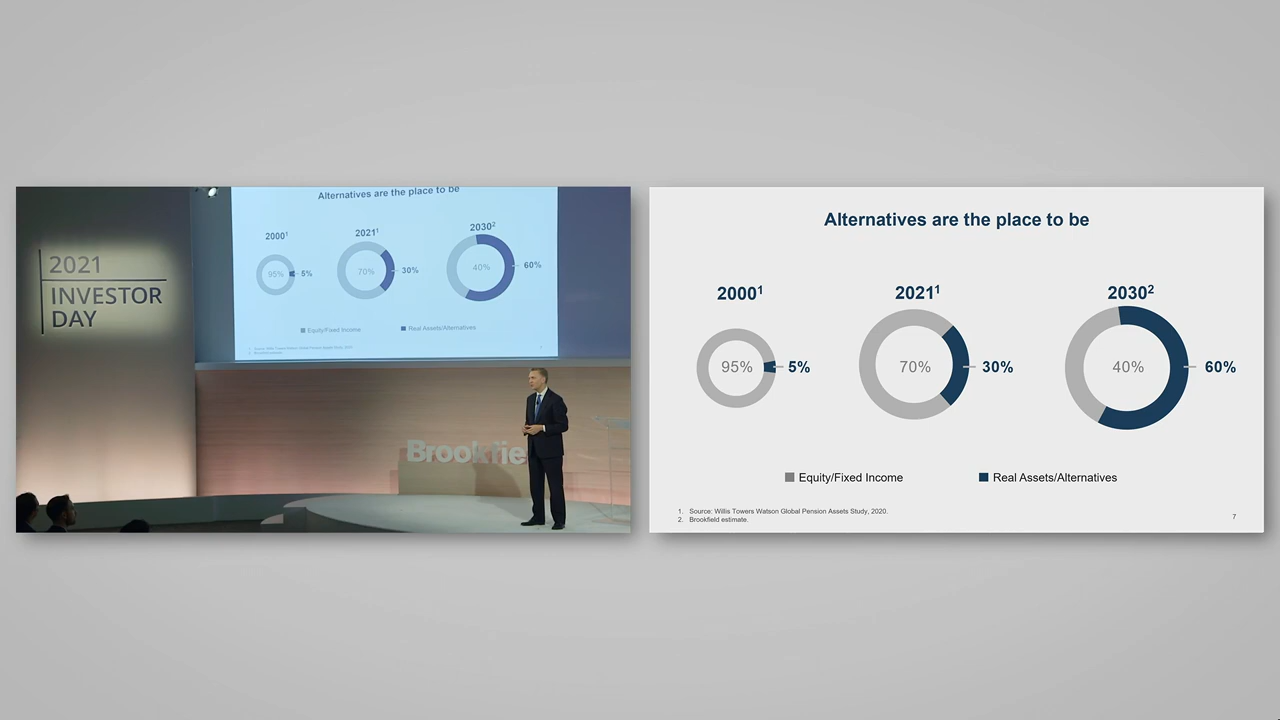 2021
INVESTOR
DAY
Alternatives are the place to be
2000¹ 2021¹ 2030²
95% 5% 70% 30% 40% 60%
Equity/Fixed Income Real Assets/Alternatives
Brookfie
Alternatives are the place to be
2000¹ 2021¹ 2030²
95% 5% 70% 30% 40% 60%
Equity/Fixed Income Real Assets/Alternatives
1. Source: Willis Towers Watson Global Pension Assets Study, 2020.
2. Brookfield estimate.
7